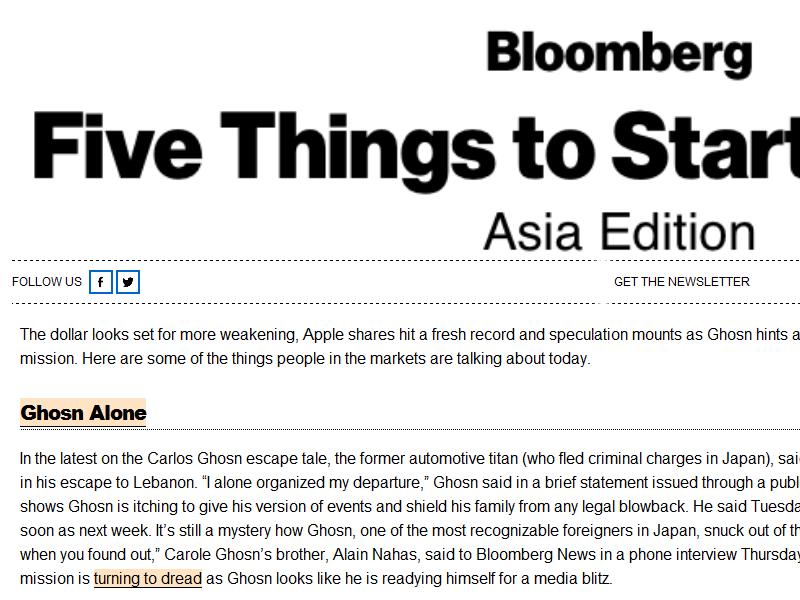 Bloomberg
Five Things to Start
Asia Edition
FOLLOW US
GET THE NEWSLETTER
The dollar looks set for more weakening, Apple shares hit a fresh record and speculation mounts as Ghosn hints a
mission. Here are some of the things people in the markets are talking about today.
Ghosn Alone
In the latest on the Carlos Ghosn escape tale, the former automotive titan (who fled criminal charges in Japan), sai
in his escape to Lebanon. “I alone organized my departure,” Ghosn said in a brief statement issued through a publ
shows Ghosn is itching to give his version of events and shield his family from any legal blowback. He said Tuesda
soon as next week. It’s still a mystery how Ghosn, one of the most recognizable foreigners in Japan, snuck out of th
when you found out,” Carole Ghosn’s brother, Alain Nahas, said to Bloomberg News in a phone interview Thursday
mission is turning to dread as Ghosn looks like he is readying himself for a media blitz.